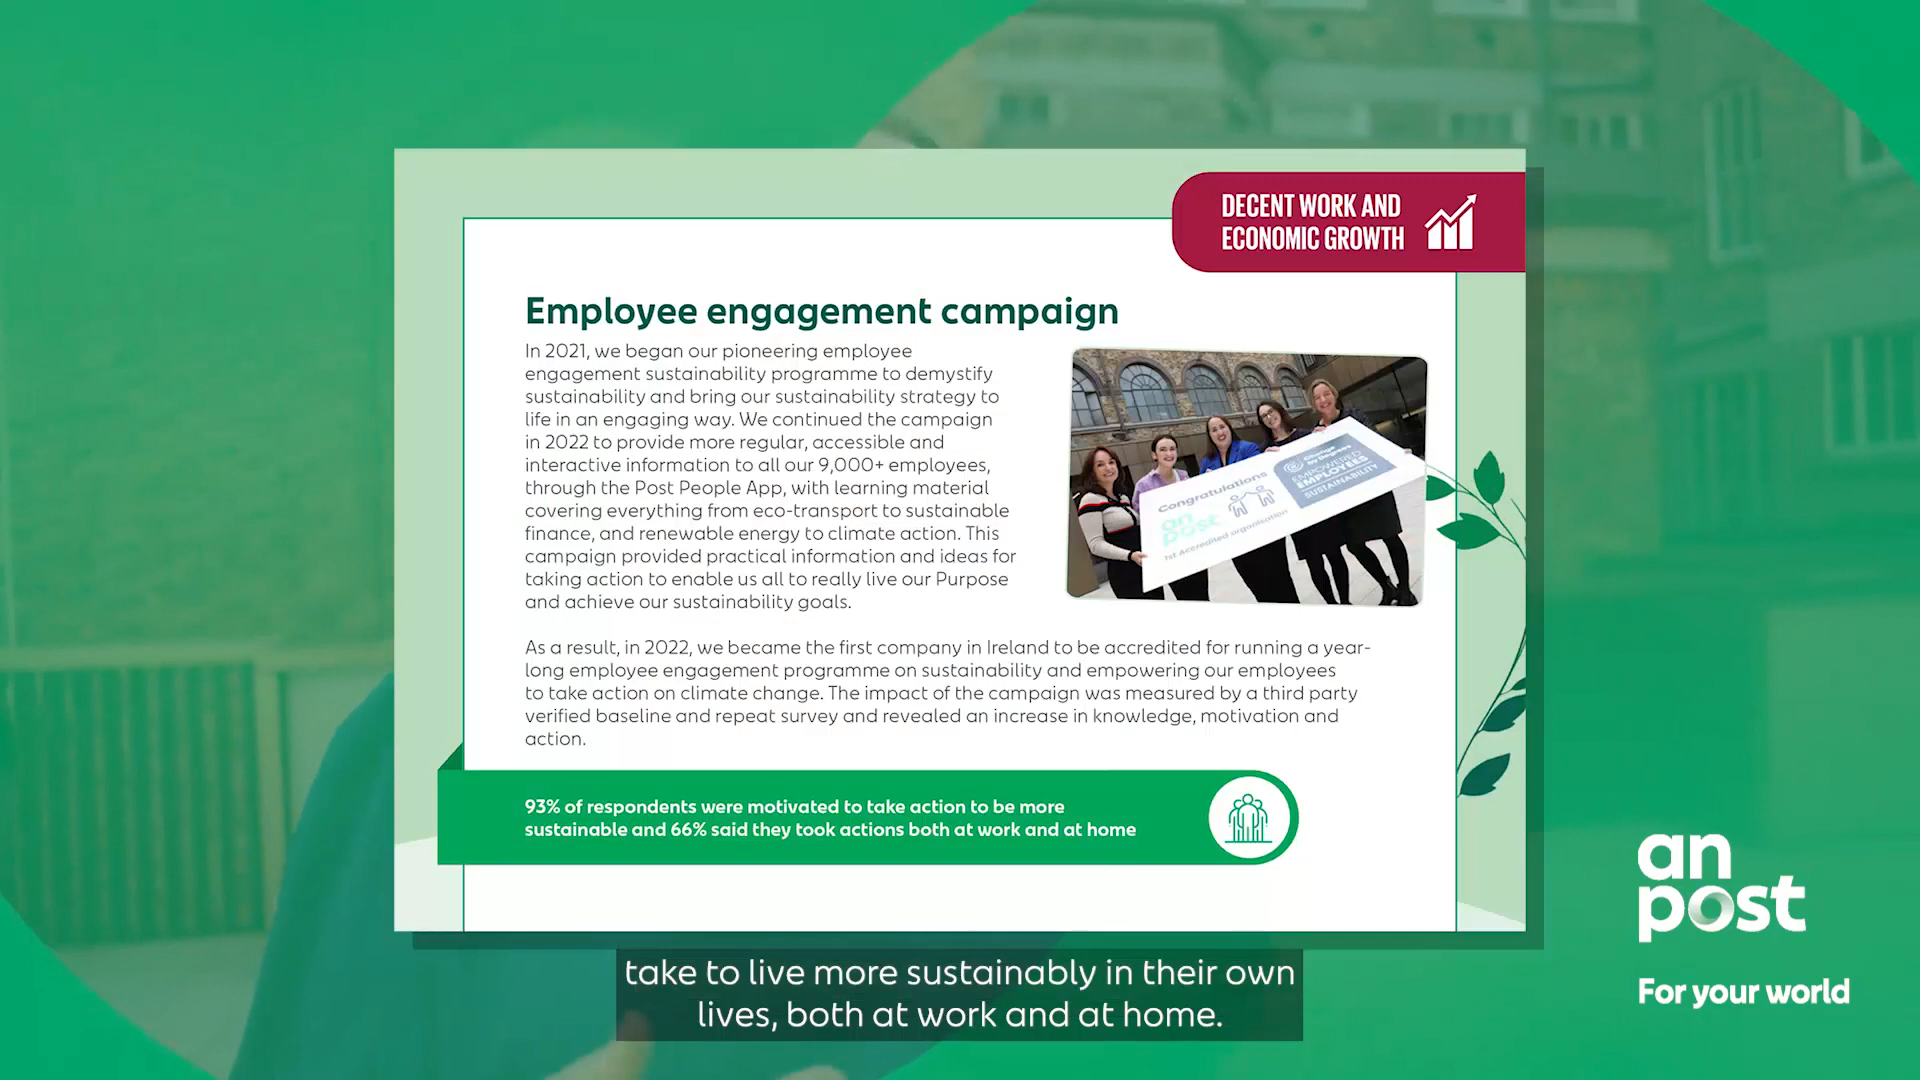 DECENT WORK AND
ECONOMIC GROWTH
Employee engagement campaign
In 2021, we began our pioneering employee
engagement sustainability programme to demystify
sustainability and bring our sustainability strategy to
life in an engaging way. We continued the campaign
in 2022 to provide more regular, accessible and
interactive information to all our 9,000+ employees,
through the Post People App, with learning material
covering everything from eco-transport to sustainable
finance, and renewable energy to climate action. This
campaign provided practical information and ideas for
taking action to enable us all to really live our Purpose
and achieve our sustainability goals.
Congratulations
an
post
1st Accredited organisation
Change
by Degrees
EMPOWERED
EMPLOYEES
SUSTAINABILITY
As a result, in 2022, we became the first company in Ireland to be accredited for running a year-
long employee engagement programme on sustainability and empowering our employees
to take action on climate change. The impact of the campaign was measured by a third party
verified baseline and repeat survey and revealed an increase in knowledge, motivation and
action.
93% of respondents were motivated to take action to be more
sustainable and 66% said they took actions both at work and at home
an
post
For your world
take to live more sustainably in their own
lives, both at work and at home.